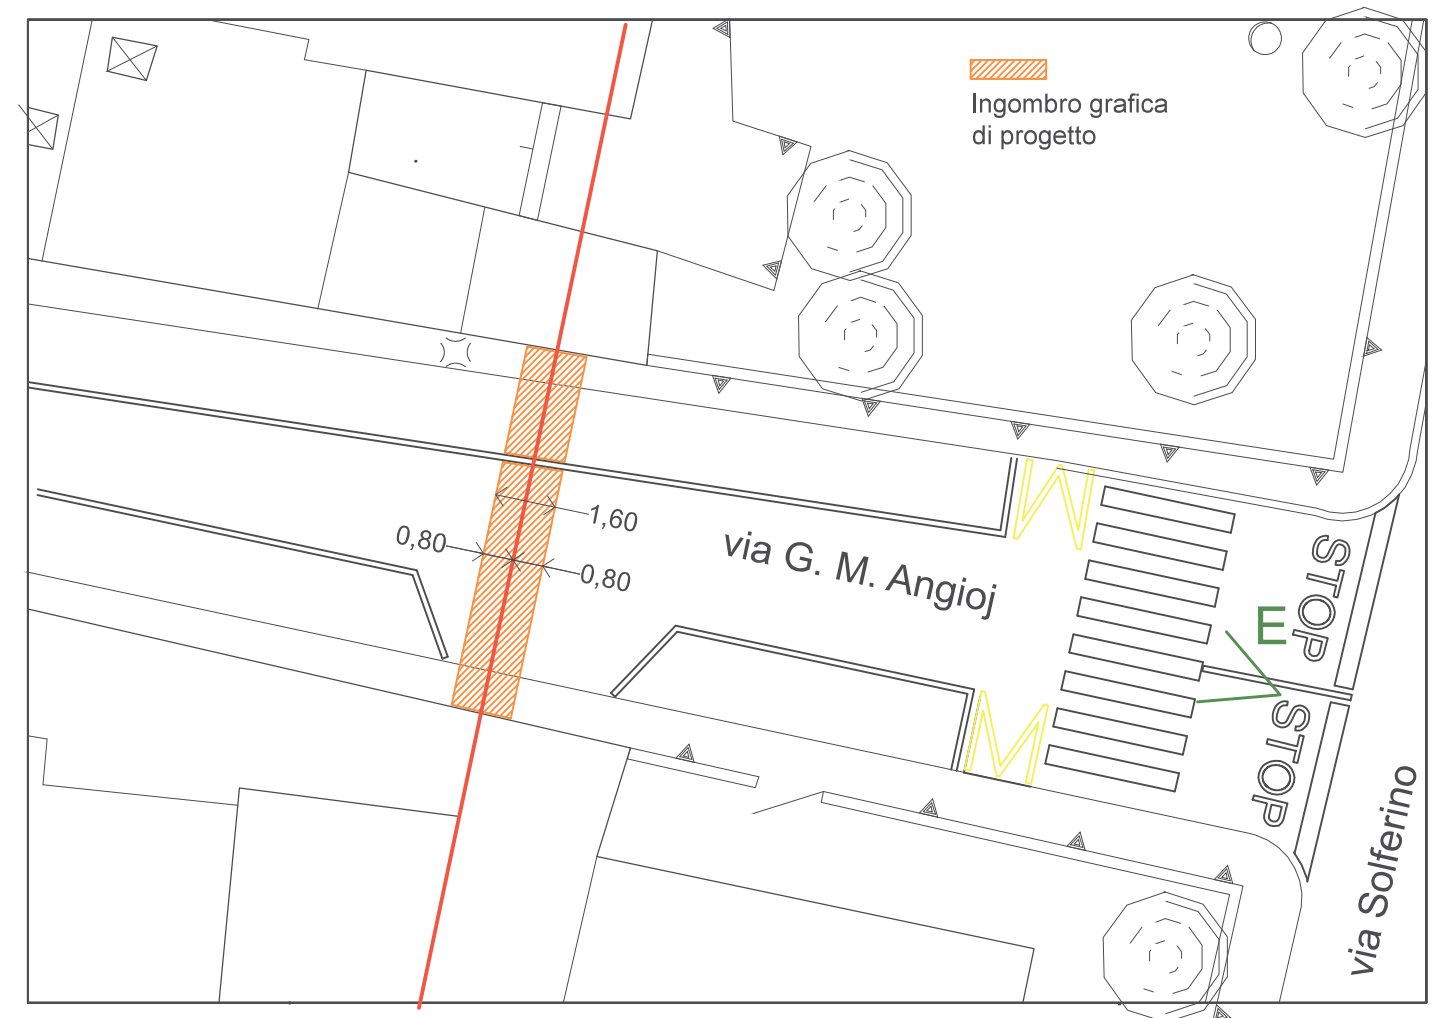 Ingombro grafica
di progetto
1,60
0,80
0,80
via G. M. Angioj
M
M
STOP
E
STOP
via Solferino